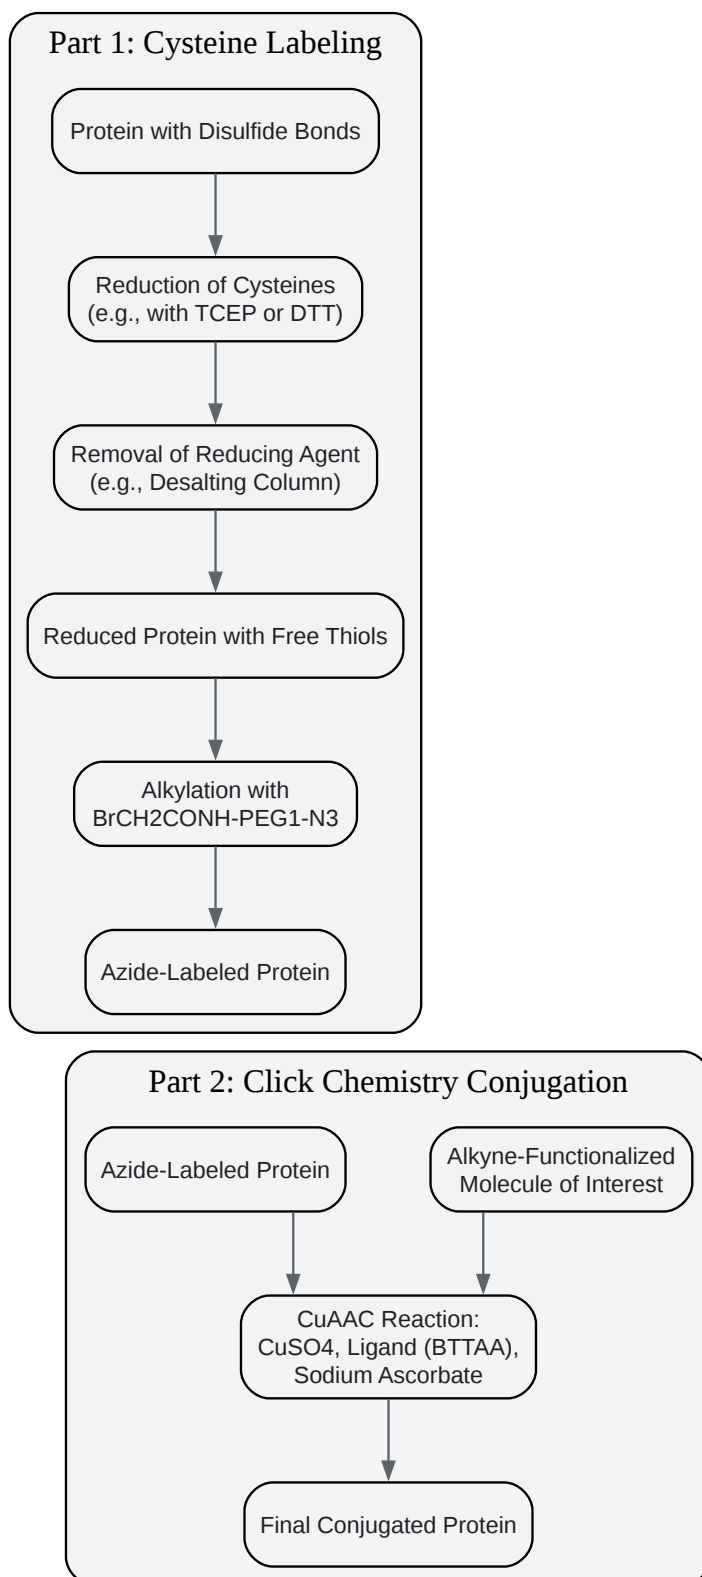 Part 1: Cysteine Labeling
Protein with Disulfide Bonds
Reduction of Cysteines
(e.g., with TCEP or DTT)
Removal of Reducing Agent
(e.g., Desalting Column)
Reduced Protein with Free Thiols
Alkylation with
BrCH2CONH-PEG1-N3
Azide-Labeled Protein
Part 2: Click Chemistry Conjugation
Azide-Labeled Protein
Alkyne-Functionalized
Molecule of Interest
CuAAC Reaction:
CuSO4, Ligand (BTTAA),
Sodium Ascorbate
Final Conjugated Protein